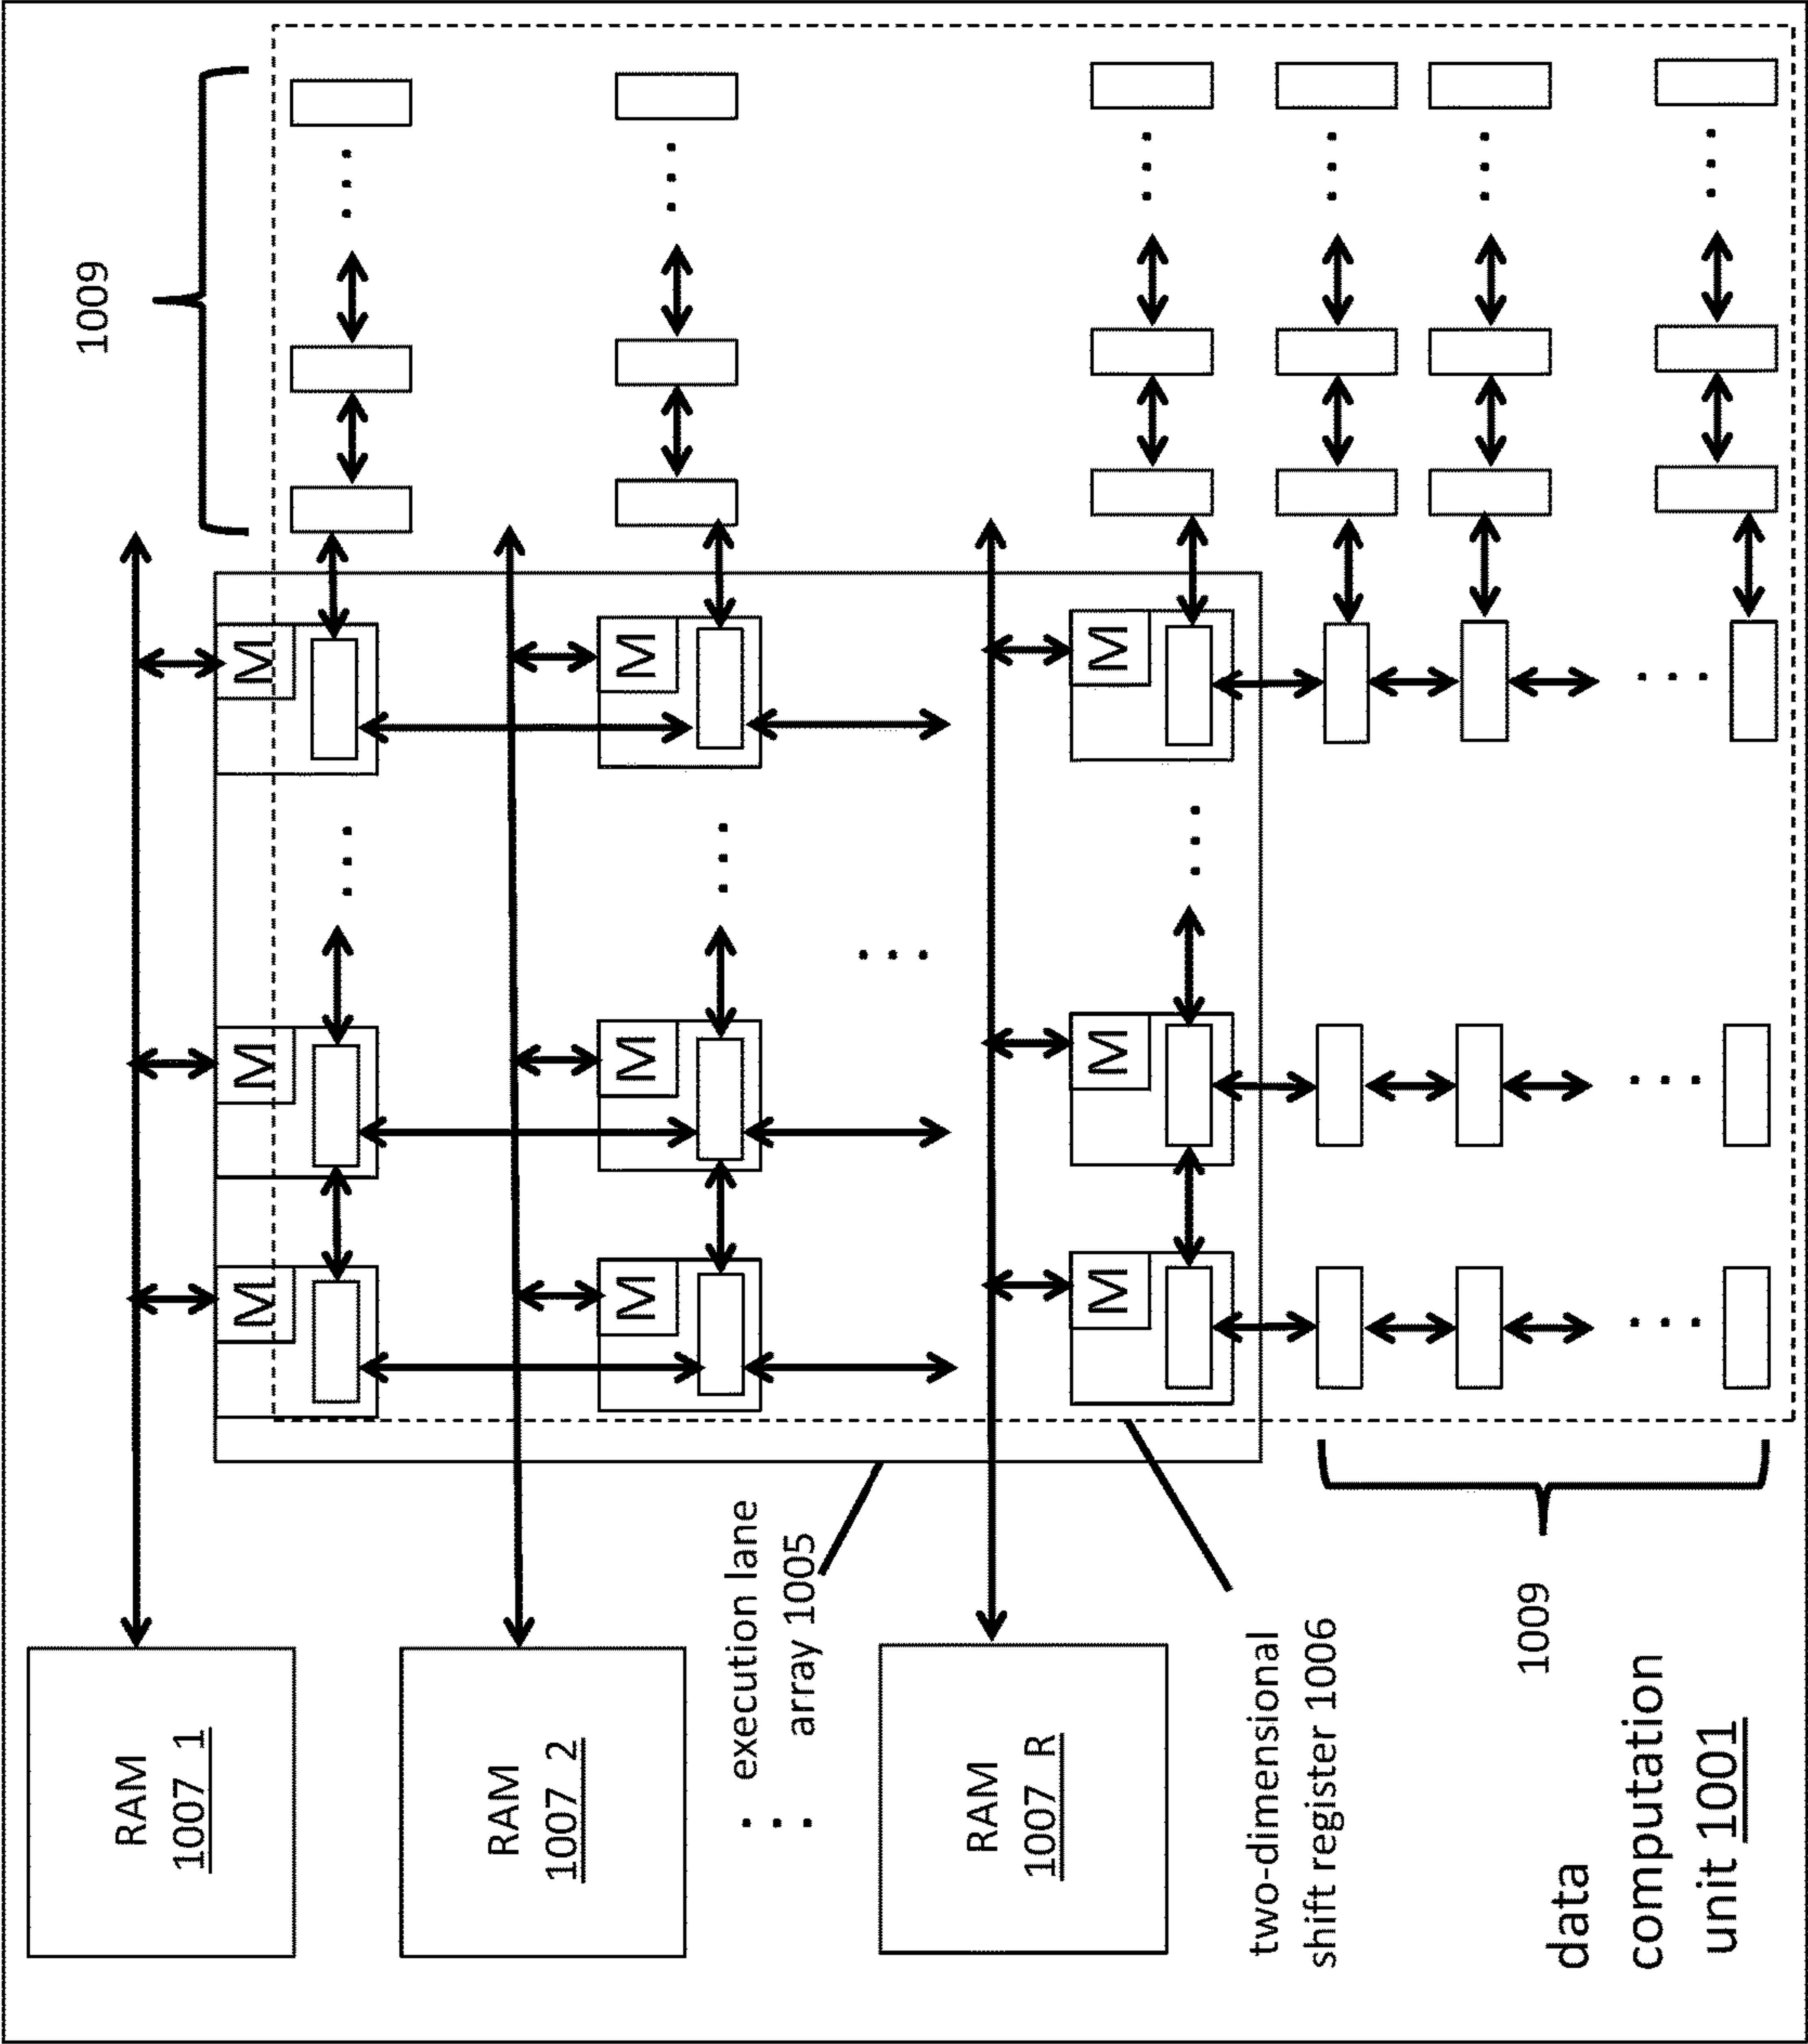 1009
RAM
1007_1
M M M
RAM
1007_2
M M M
execution lane
array 1005
RAM
1007_R
M M M
two-dimensional
shift register 1006
1009
data
computation
unit 1001